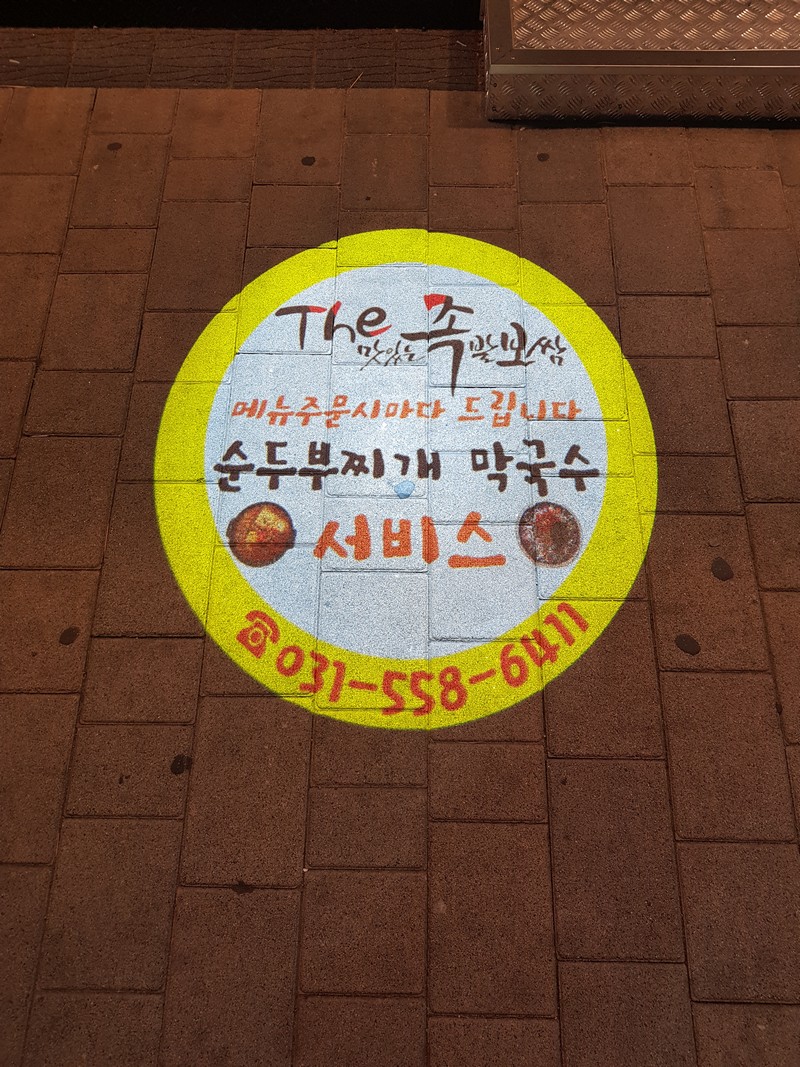 The 맛있는 족발보쌈
메뉴주문시마다 드립니다
순두부찌개 막국수
서비스
☎031-558-6411